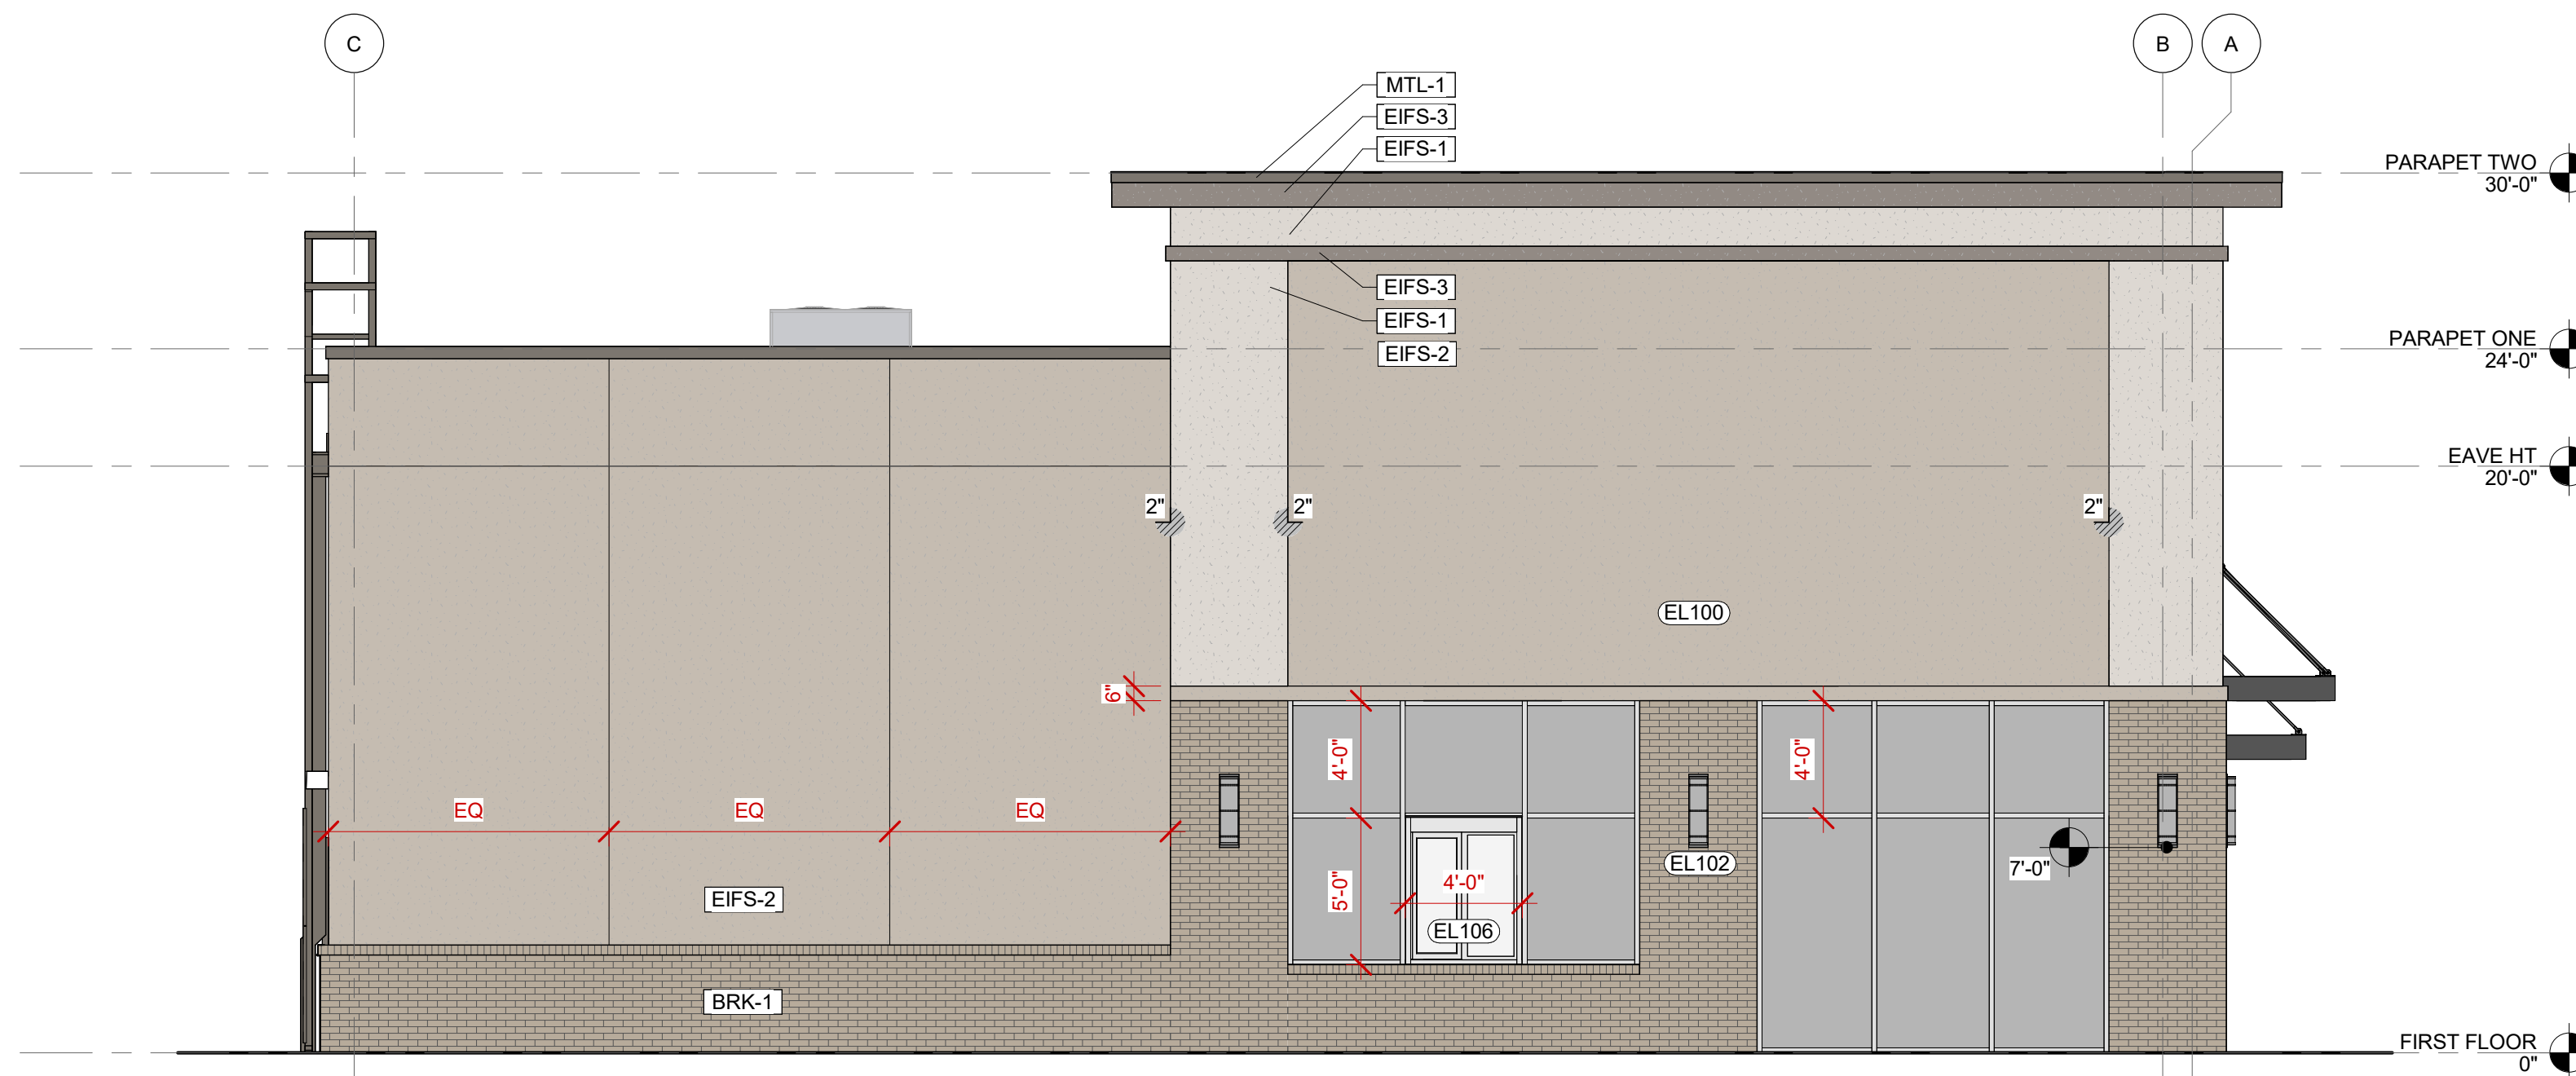 C
B
A
MTL-1
EIFS-3
EIFS-1
PARAPET TWO
30'-0"
EIFS-3
EIFS-1
EIFS-2
PARAPET ONE
24'-0"
EAVE HT
20'-0"
2"
2"
2"
EL100
6"
4'-0"
4'-0"
EQ
EQ
EQ
EL102
7'-0"
5'-0"
4'-0"
EL106
EIFS-2
BRK-1
FIRST FLOOR
0"